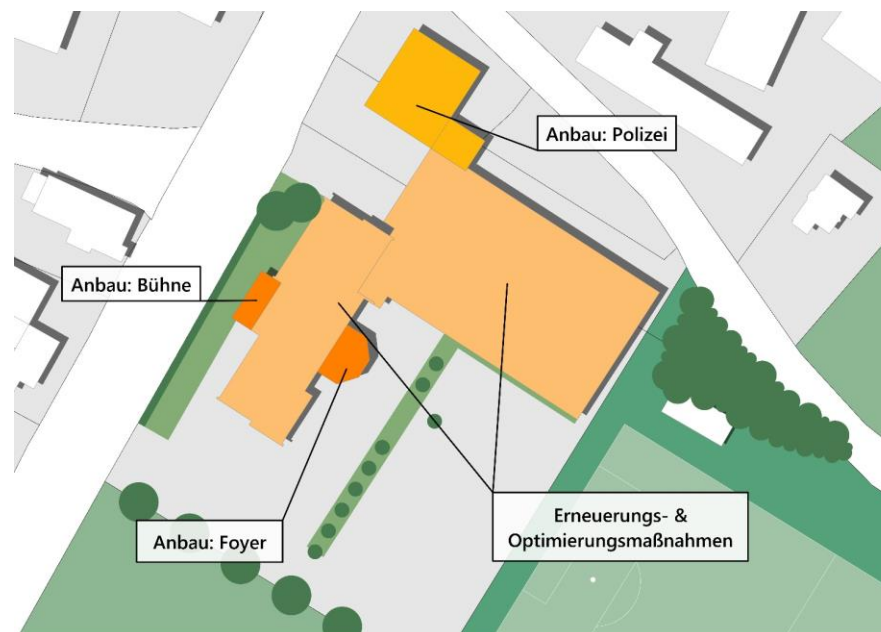 Anbau: Polizei
Anbau: Bühne
Anbau: Foyer
Erneuerungs- &
Optimierungsmaßnahmen